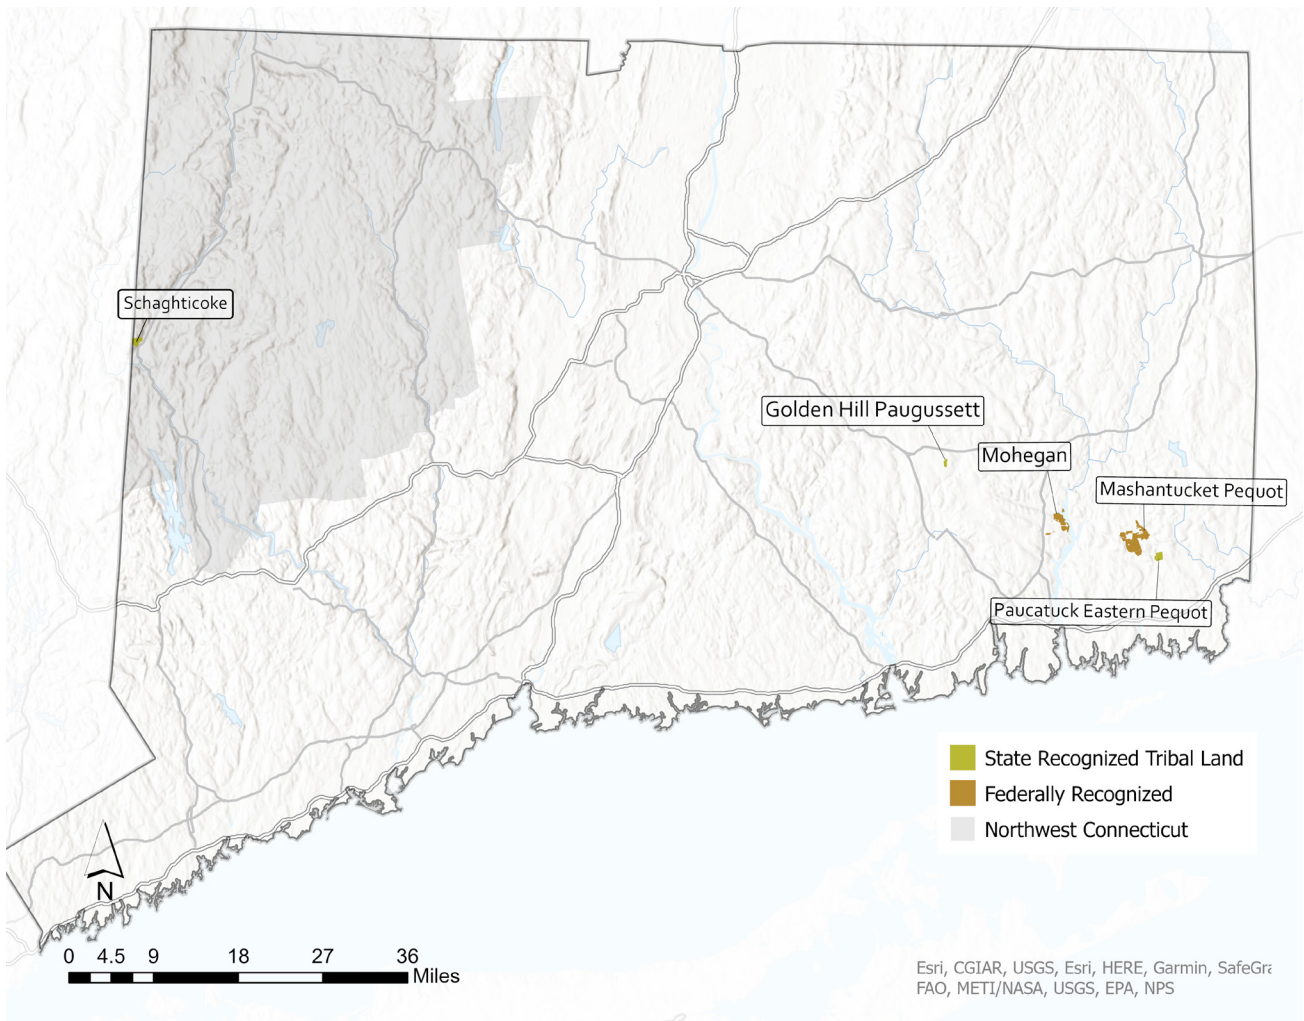 Schaghticoke
Golden Hill Paugussett
Mohegan
Mashantucket Pequot
Paucatuck Eastern Pequot
State Recognized Tribal Land
Federally Recognized
Northwest Connecticut
N
0 4.5 9 18 27 36
Miles
Esri, CGIAR, USGS, Esri, HERE, Garmin, SafeGra
FAO, METI/NASA, USGS, EPA, NPS